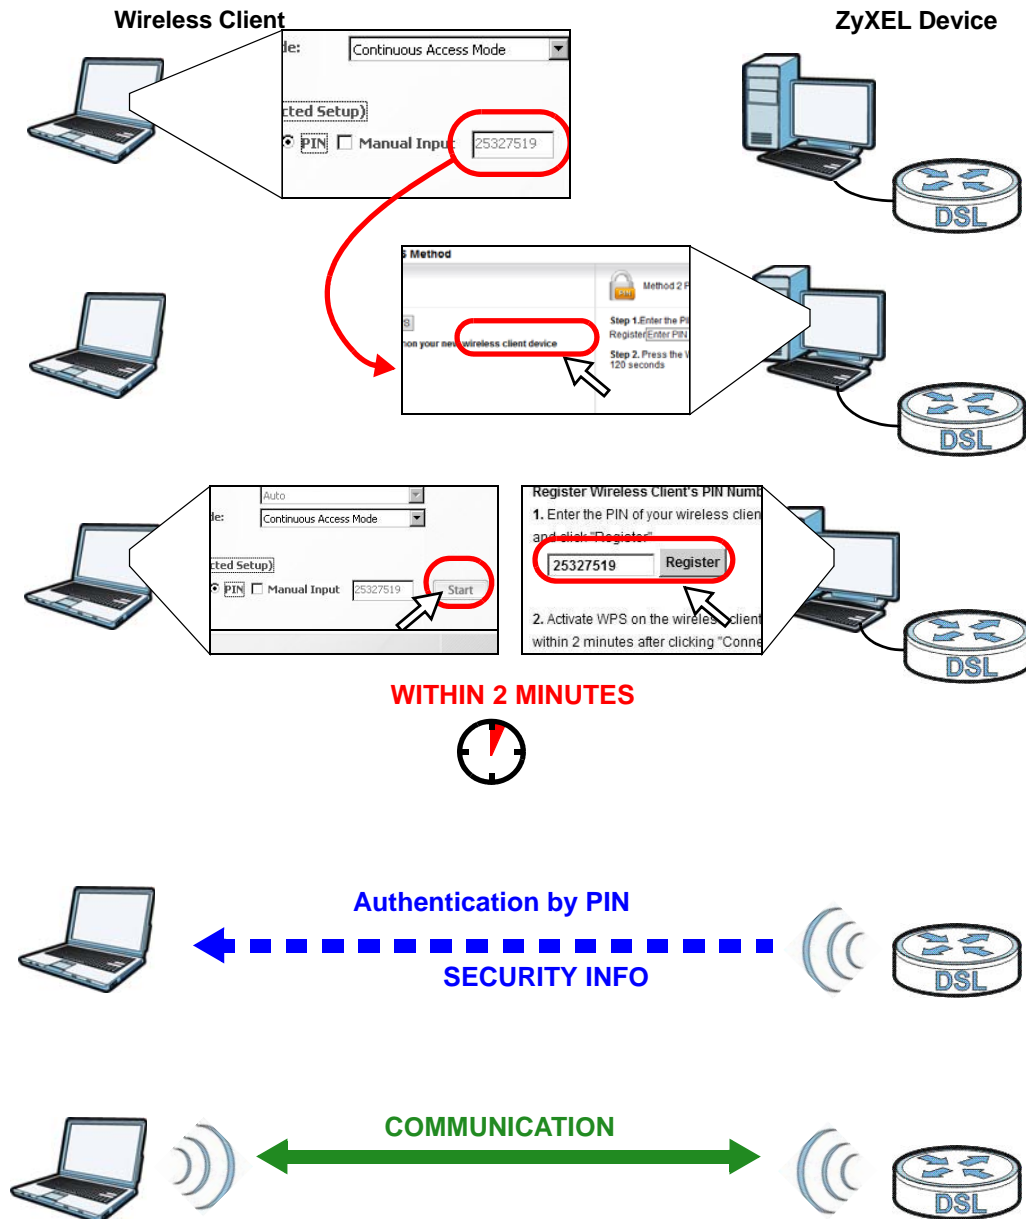 Wireless Client
ZyXEL Device
de:
Continuous Access Mode
cted Setup)
PIN Manual Input 25327519
DSL
S Method
Method 2 P
Step 1.Enter the PI
Register Enter PIN
on your new wireless client device
Step 2. Press the W
120 seconds
DSL
Auto
de:
Continuous Access Mode
cted Setup)
PIN Manual Input 25327519 Start
Register Wireless Client's PIN Numb
1. Enter the PIN of your wireless clien
and click "Register"
25327519 Register
2. Activate WPS on the wireless client
within 2 minutes after clicking "Conne
DSL
WITHIN 2 MINUTES
Authentication by PIN
SECURITY INFO
DSL
COMMUNICATION
DSL